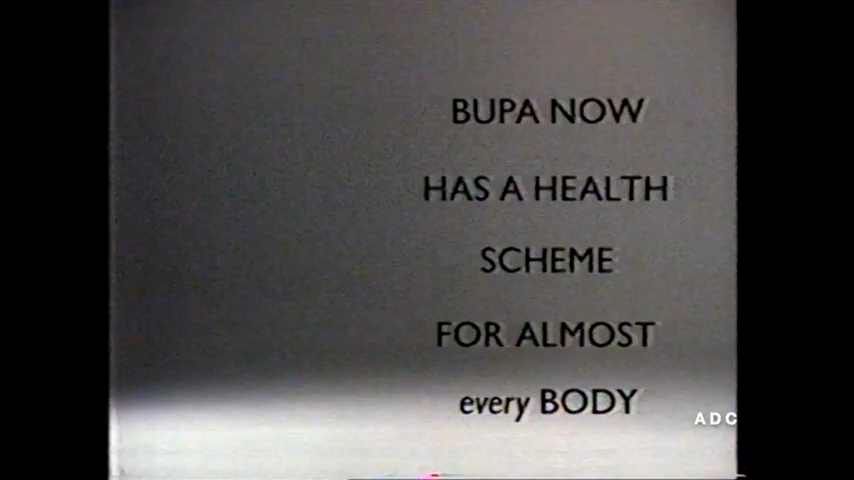 BUPA NOW
HAS A HEALTH
SCHEME
FOR ALMOST
every BODY
ADC